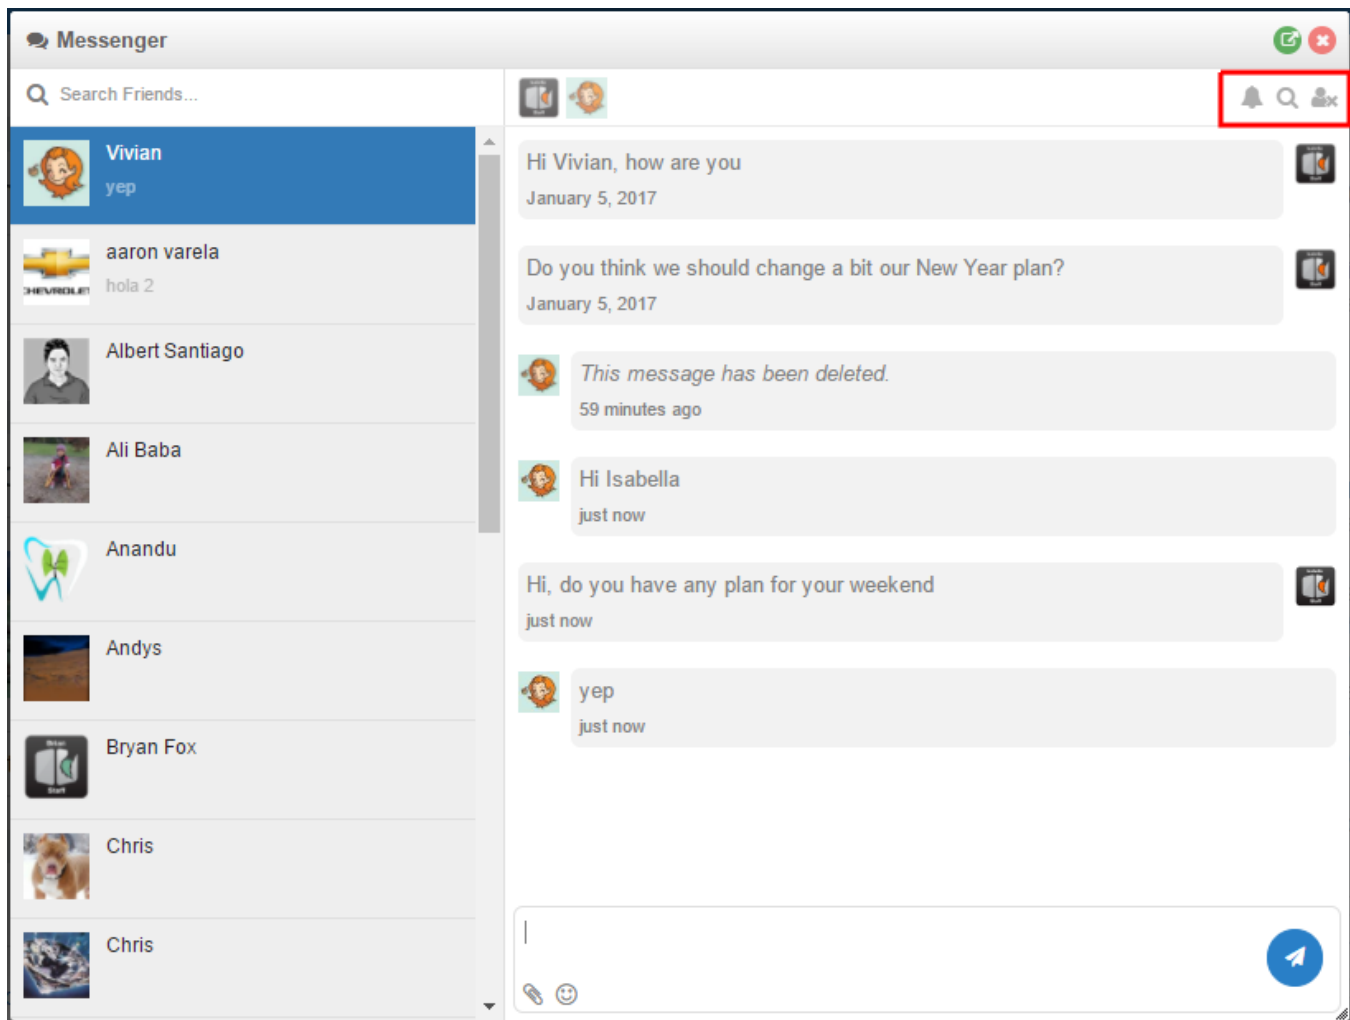 Messenger
Search Friends...
Vivian
yep
aaron varela
hola 2
CHEVROLET
Albert Santiago
Ali Baba
Anandu
Andys
Bryan Fox
Start
Chris
Chris
Hi Vivian, how are you
January 5, 2017
Do you think we should change a bit our New Year plan?
January 5, 2017
This message has been deleted.
59 minutes ago
Hi Isabella
just now
Hi, do you have any plan for your weekend
just now
yep
just now